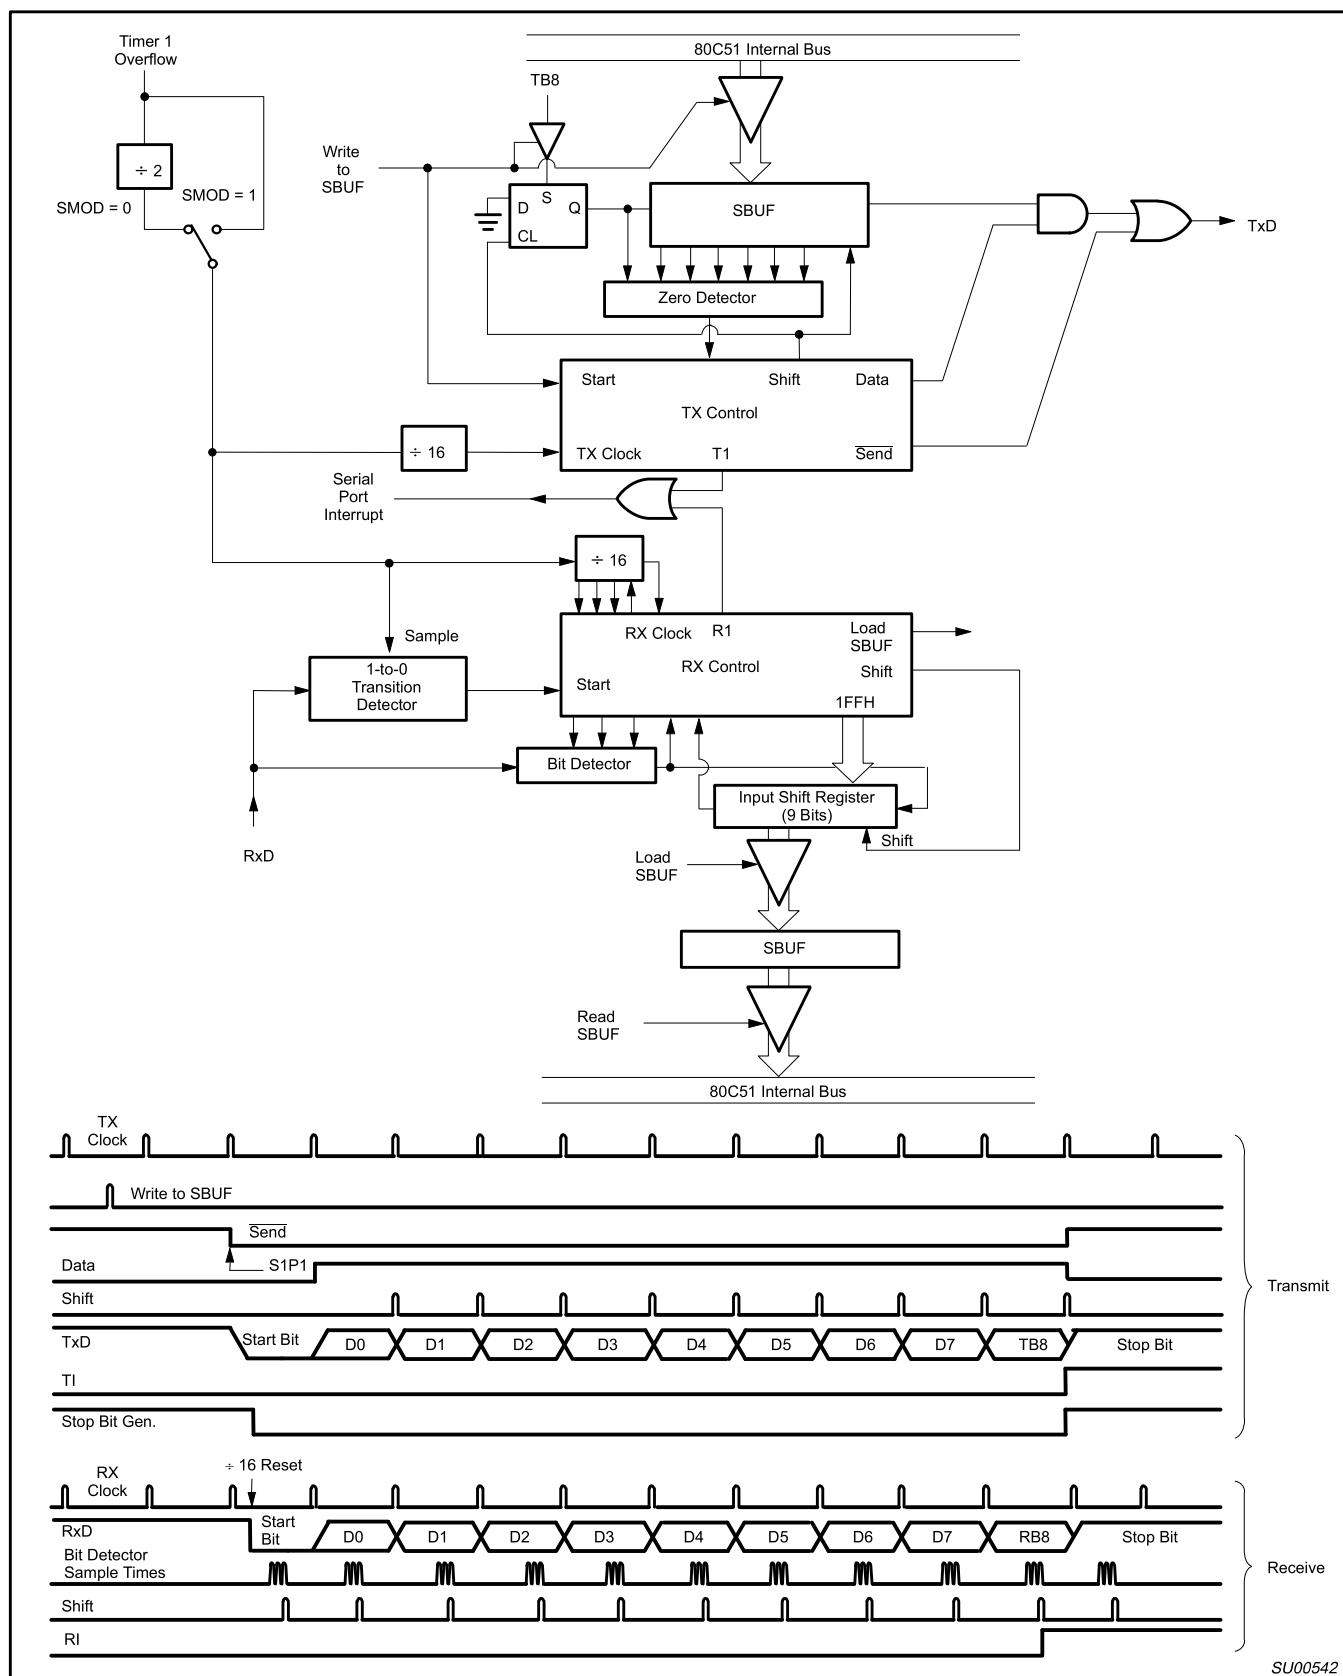 Timer 1
Overflow
80C51 Internal Bus
TB8
Write
to
SBUF
÷ 2
SMOD = 1
SMOD = 0
S
D
Q
CL
SBUF
TxD
Zero Detector
Start
Shift
Data
TX Control
÷ 16
TX Clock
T1
Send
Serial
Port
Interrupt
÷ 16
Sample
RX Clock
R1
Load
SBUF
RX Control
Shift
1-to-0
Transition
Detector
Start
1FFH
Bit Detector
Input Shift Register
(9 Bits)
Shift
RxD
Load
SBUF
SBUF
Read
SBUF
80C51 Internal Bus
TX
Clock
Write to SBUF
Send
Data
S1P1
Transmit
Shift
TxD
Start Bit
D0
D1
D2
D3
D4
D5
D6
D7
TB8
Stop Bit
TI
Stop Bit Gen.
÷ 16 Reset
RX
Clock
RxD
Start
Bit
D0
D1
D2
D3
D4
D5
D6
D7
RB8
Stop Bit
Bit Detector
Sample Times
Receive
Shift
RI
SU00542